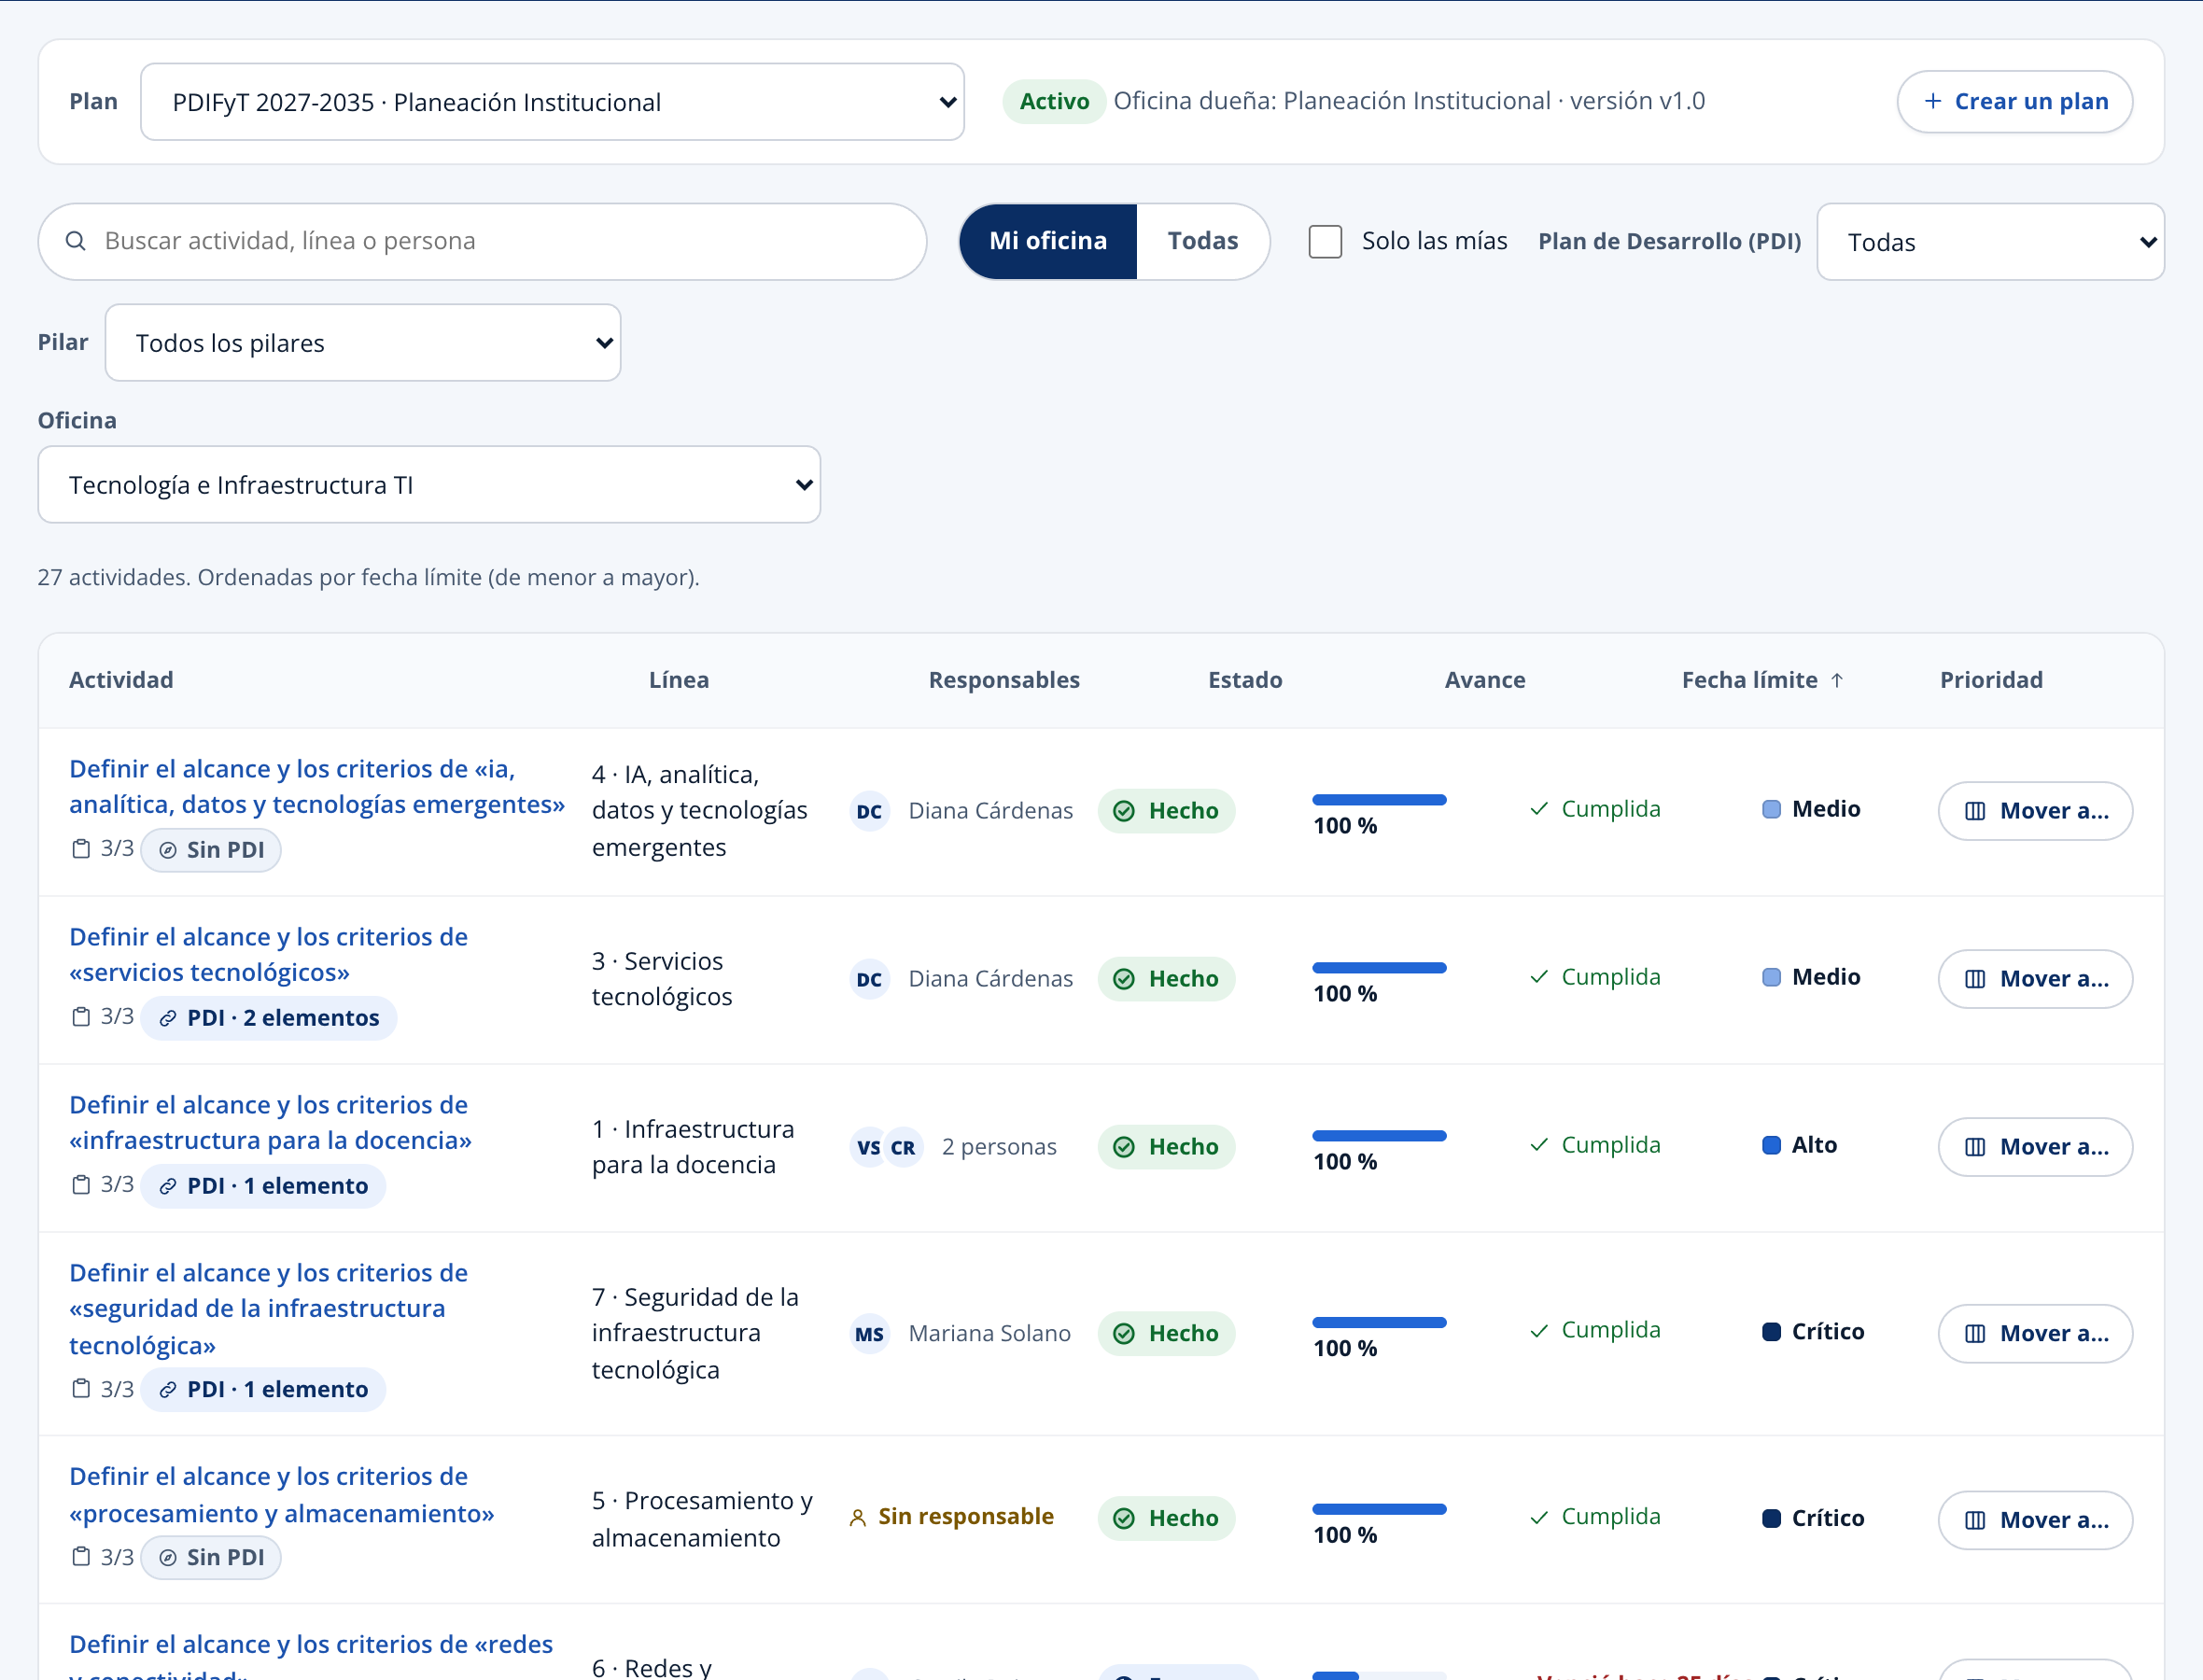 Plan
PDIFyT 2027-2035 · Planeación Institucional
Activo Oficina dueña: Planeación Institucional · versión v1.0
+ Crear un plan
Buscar actividad, línea o persona
Mi oficina
Todas
Solo las mías
Plan de Desarrollo (PDI)
Todas
Pilar
Todos los pilares
Oficina
Tecnología e Infraestructura TI
27 actividades. Ordenadas por fecha límite (de menor a mayor).
Actividad
Línea
Responsables
Estado
Avance
Fecha límite ↑
Prioridad
Definir el alcance y los criterios de «ia,
analítica, datos y tecnologías emergentes»
3/3 Sin PDI
4 · IA, analítica,
datos y tecnologías
emergentes
DC Diana Cárdenas
Hecho
100 %
Cumplida
Medio
Mover a...
Definir el alcance y los criterios de
«servicios tecnológicos»
3/3 PDI · 2 elementos
3 · Servicios
tecnológicos
DC Diana Cárdenas
Hecho
100 %
Cumplida
Medio
Mover a...
Definir el alcance y los criterios de
«infraestructura para la docencia»
3/3 PDI · 1 elemento
1 · Infraestructura
para la docencia
VS CR 2 personas
Hecho
100 %
Cumplida
Alto
Mover a...
Definir el alcance y los criterios de
«seguridad de la infraestructura
tecnológica»
3/3 PDI · 1 elemento
7 · Seguridad de la
infraestructura
tecnológica
MS Mariana Solano
Hecho
100 %
Cumplida
Crítico
Mover a...
Definir el alcance y los criterios de
«procesamiento y almacenamiento»
3/3 Sin PDI
5 · Procesamiento y
almacenamiento
Sin responsable
Hecho
100 %
Cumplida
Crítico
Mover a...
Definir el alcance y los criterios de «redes
6 · Redes y